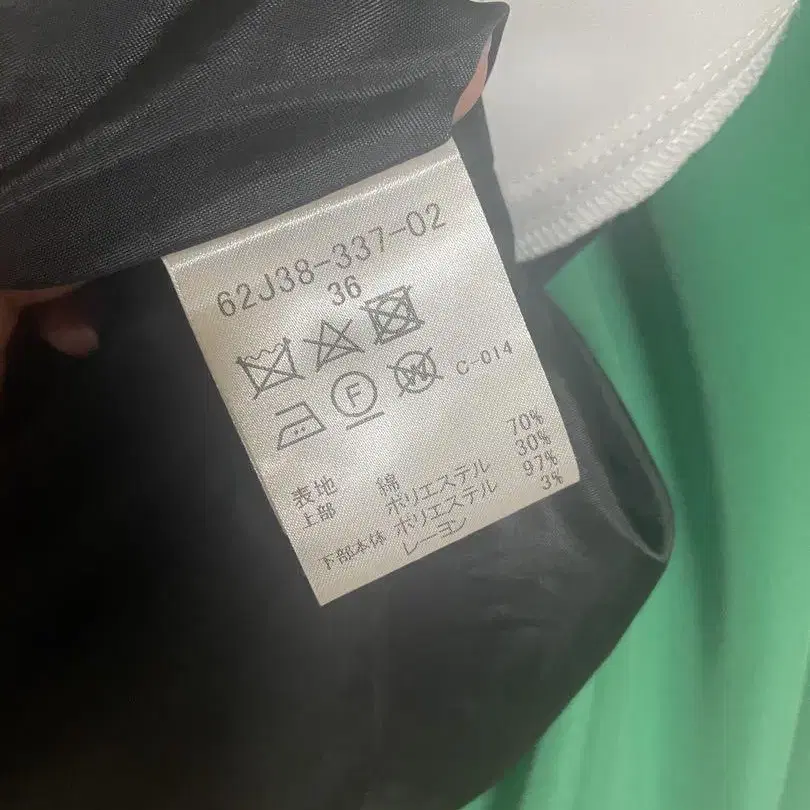 62J38-337-02
36
F W C-014
表地 綿 70%
上部 ポリエステル 30%
下部本体 ポリエステル 97%
レーヨン 3%